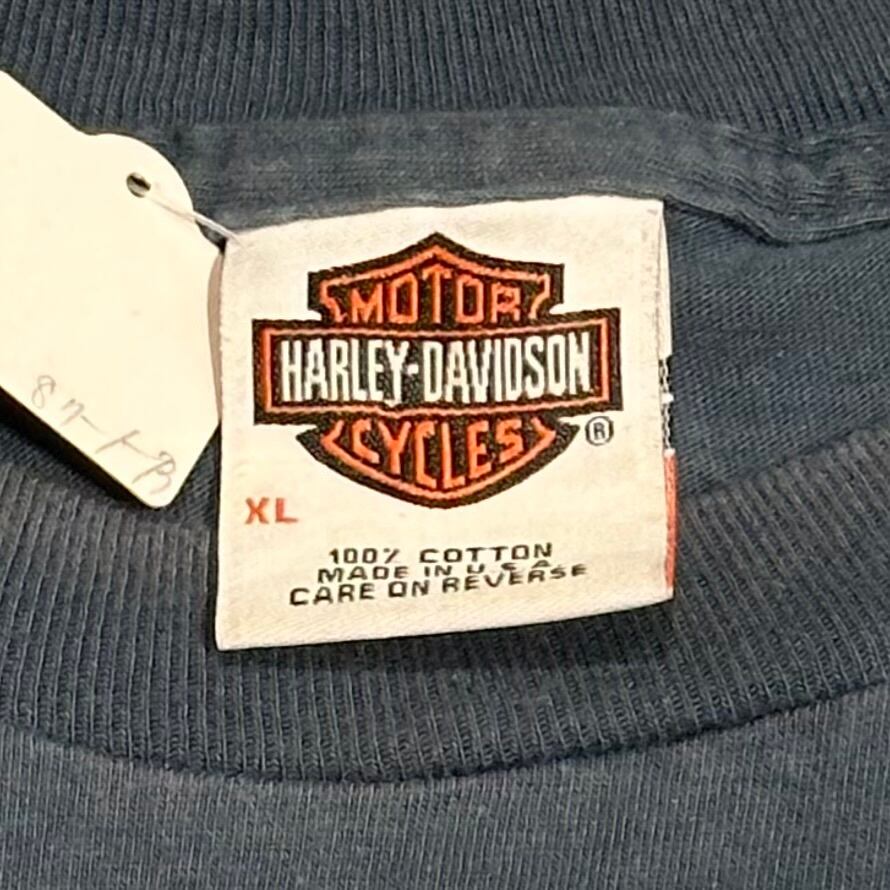 MOTOR
HARLEY-DAVIDSON
CYCLES
®
XL
100% COTTON
MADE IN U.S.A.
CARE ON REVERSE